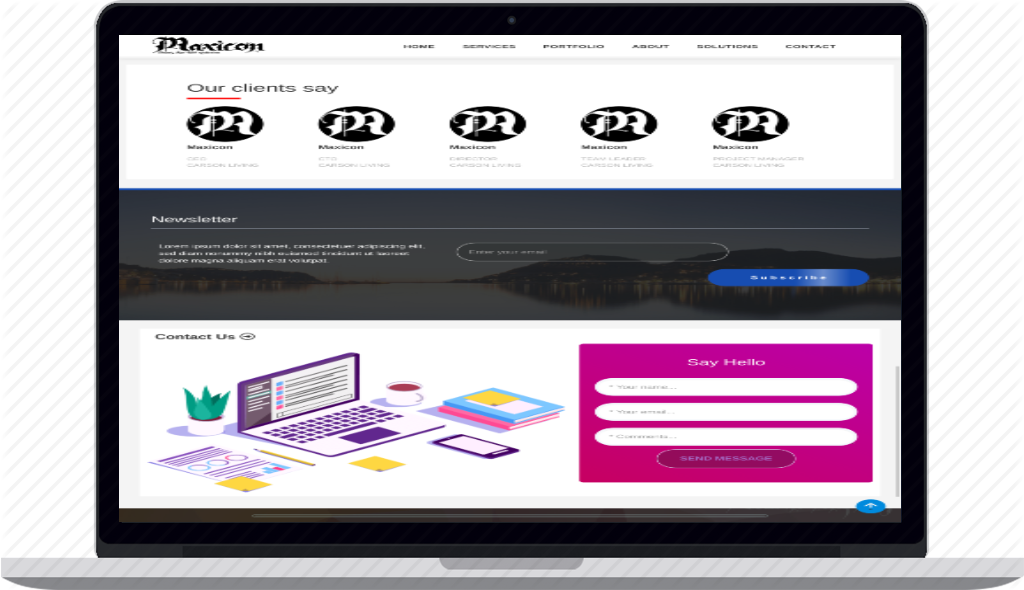 Maxicon
HOME SERVICES PORTFOLIO ABOUT SOLUTIONS CONTACT
Our clients say
Maxicon Maxicon Maxicon Maxicon Maxicon
CEO CTO DIRECTOR TEAM LEADER PROJECT MANAGER
CARSON LIVING CARSON LIVING CARSON LIVING CARSON LIVING CARSON LIVING
Newsletter
Lorem ipsum dolor sit amet, consectetuer adipiscing elit,
sed diam nonummy nibh euismod tincidunt ut laoreet
dolore magna aliquam erat volutpat.
Enter your email
Subscribe
Contact Us
Say Hello
* Your name...
* Your email...
* Comments...
SEND MESSAGE